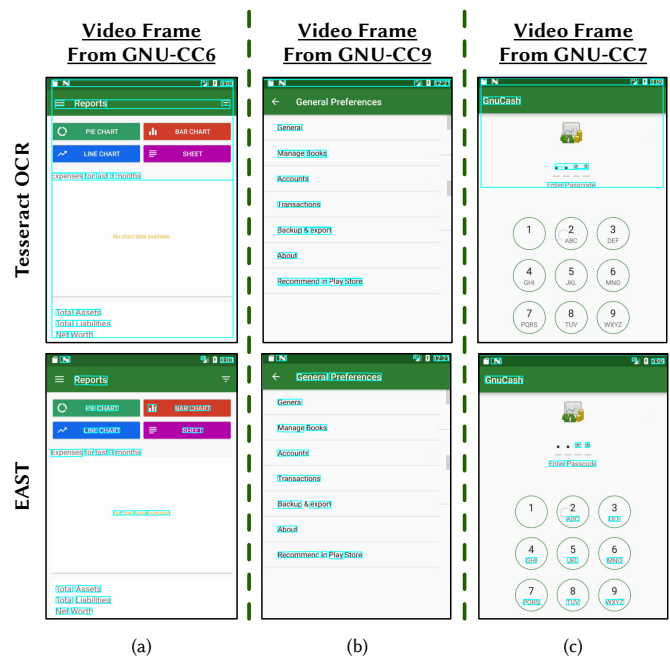 Video Frame
From GNU-CC6
Video Frame
From GNU-CC9
Video Frame
From GNU-CC7
Tesseract OCR
Reports
PIE CHART
BAR CHART
LINE CHART
SHEET
Expenses for last 3 months
No chart data available.
Total Assets
Total Liabilities
Net Worth
12:23
General Preferences
General
Manage Books
Accounts
Transactions
Backup & export
About
Recommend in Play Store
GnuCash
Enter Passcode
1
2
ABC
3
DEF
4
GHI
5
JKL
6
MNO
7
PQRS
8
TUV
9
WXYZ
EAST
Reports
PIE CHART
BAR CHART
LINE CHART
SHEET
Expenses for last 3 months
Total Assets
Total Liabilities
Net Worth
12:23
General Preferences
General
Manage Books
Accounts
Transactions
Backup & export
About
Recommend in Play Store
GnuCash
Enter Passcode
1
2
ABC
3
DEF
4
GHI
5
JKL
6
MNO
7
PQRS
8
TUV
9
WXYZ
(a)
(b)
(c)